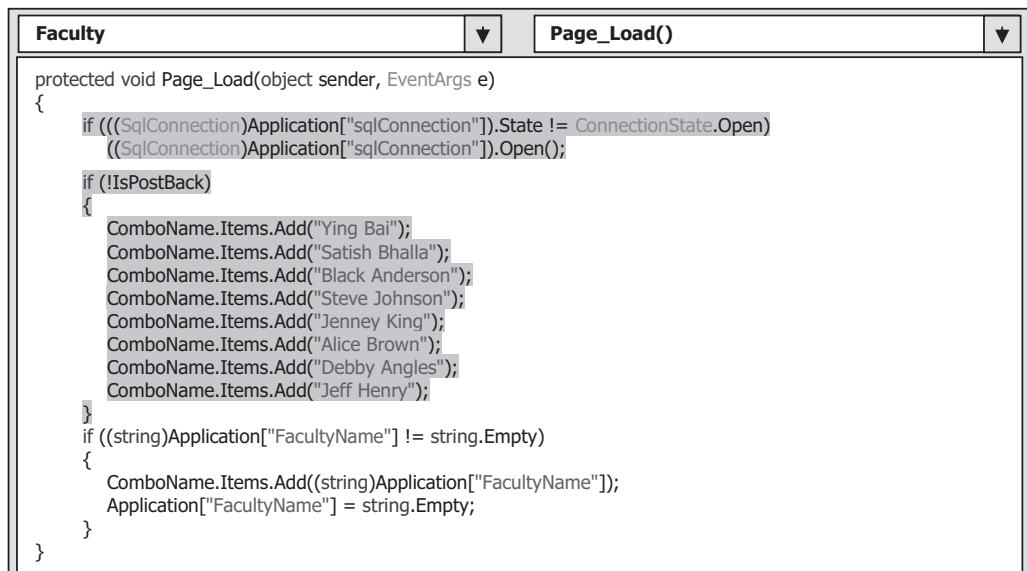 Faculty
Page_Load()
protected void Page_Load(object sender, EventArgs e)
{
if (((SqlConnection)Application["sqlConnection"]).State != ConnectionState.Open)
((SqlConnection)Application["sqlConnection"]).Open();
if (!IsPostBack)
{
ComboName.Items.Add("Ying Bai");
ComboName.Items.Add("Satish Bhalla");
ComboName.Items.Add("Black Anderson");
ComboName.Items.Add("Steve Johnson");
ComboName.Items.Add("Jenney King");
ComboName.Items.Add("Alice Brown");
ComboName.Items.Add("Debby Angles");
ComboName.Items.Add("Jeff Henry");
}
if ((string)Application["FacultyName"] != string.Empty)
{
ComboName.Items.Add((string)Application["FacultyName"]);
Application["FacultyName"] = string.Empty;
}
}